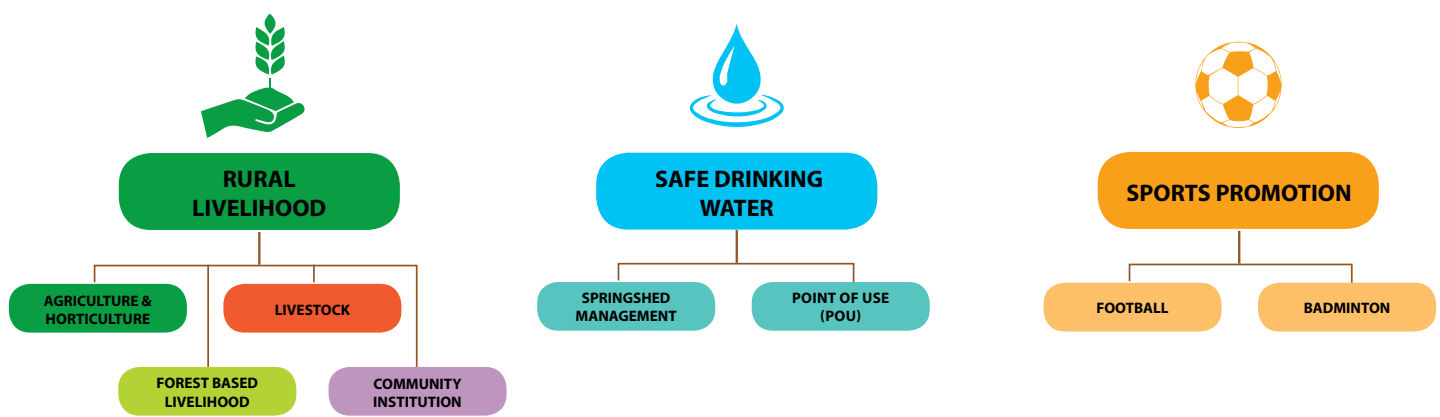 RURAL
LIVELIHOOD
SAFE DRINKING
WATER
SPORTS PROMOTION
AGRICULTURE &
HORTICULTURE
LIVESTOCK
FOREST BASED
LIVELIHOOD
COMMUNITY
INSTITUTION
SPRINGSHED
MANAGEMENT
POINT OF USE
(POU)
FOOTBALL
BADMINTON